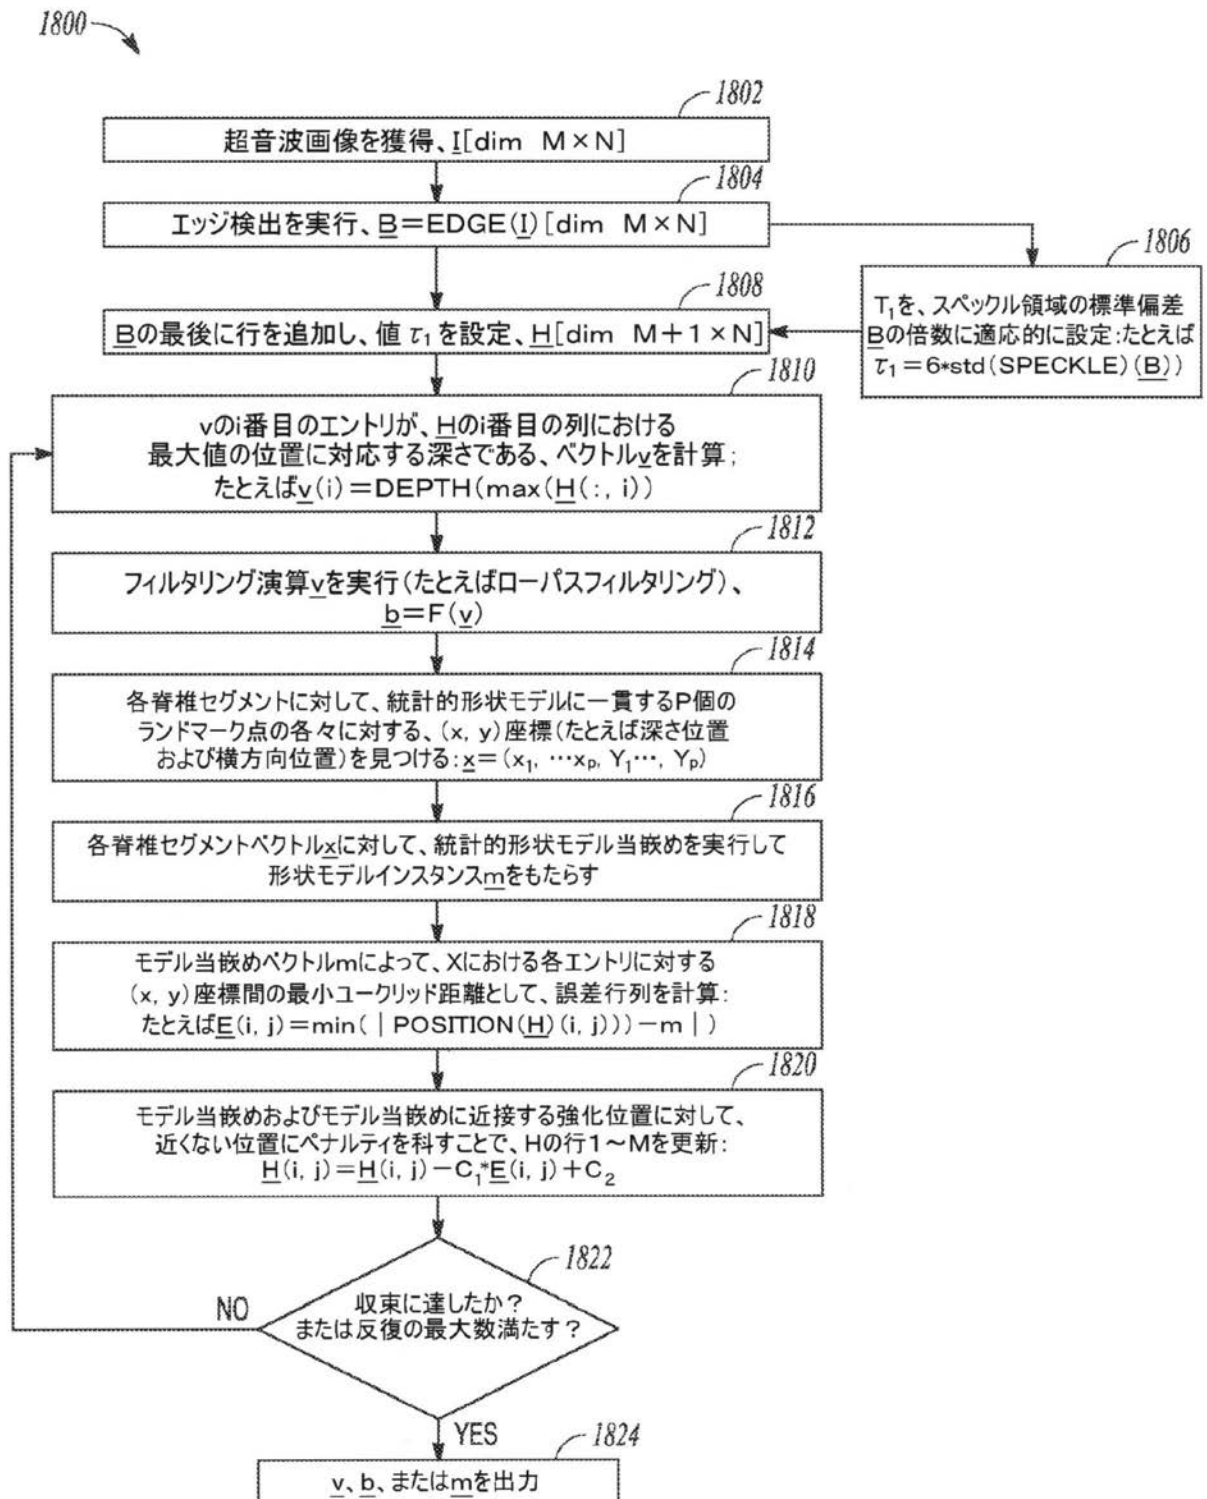 1800
1802
超音波画像を獲得、I[dim M×N]
1804
エッジ検出を実行、B=EDGE(I)[dim M×N]
1806
T₁を、スペックル領域の標準偏差
Bの倍数に適応的に設定:たとえば
τ₁=6*std(SPECKLE)(B))
1808
Bの最後に行を追加し、値τ₁を設定、H[dim M+1×N]
1810
vのi番目のエントリが、Hのi番目の列における
最大値の位置に対応する深さである、ベクトルvを計算;
たとえばv(i)=DEPTH(max(H(:, i))
1812
フィルタリング演算vを実行(たとえばローパスフィルタリング)、
b=F(v)
1814
各脊椎セグメントに対して、統計的形状モデルに一貫するP個の
ランドマーク点の各々に対する、(x, y)座標(たとえば深さ位置
および横方向位置)を見つける:x=(x₁, …xₚ, Y₁…, Yₚ)
1816
各脊椎セグメントベクトルxに対して、統計的形状モデル当嵌めを実行して
形状モデルインスタンスmをもたらす
1818
モデル当嵌めベクトルmによって、Xにおける各エントリに対する
(x, y)座標間の最小ユークリッド距離として、誤差行列を計算:
たとえばE(i, j)=min(|POSITION(H)(i, j)))-m|)
1820
モデル当嵌めおよびモデル当嵌めに近接する強化位置に対して、
近くない位置にペナルティを科すことで、Hの行1~Mを更新:
H(i, j)=H(i, j)-C₁*E(i, j)+C₂
1822
収束に達したか?
または反復の最大数満たす?
NO
YES
1824
v、b、またはmを出力